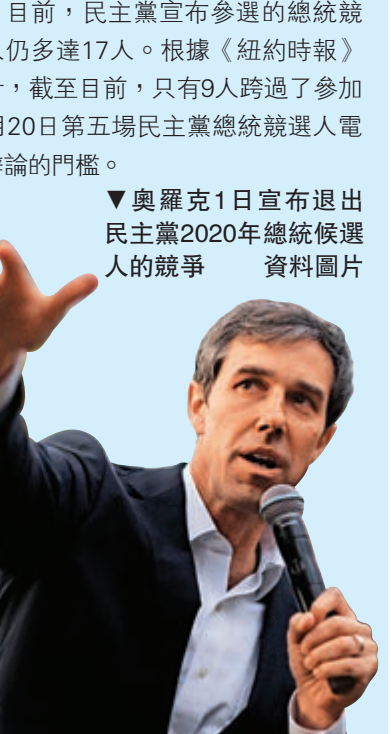 目前，民主黨宣布參選的總統競
人仍多達17人。根據《紐約時報》
，截至目前，只有9人跨過了參加
月20日第五場民主黨總統競選人電
辯論的門檻。
▼奧羅克1日宣布退出
民主黨2020年總統候選
人的競爭　　資料圖片